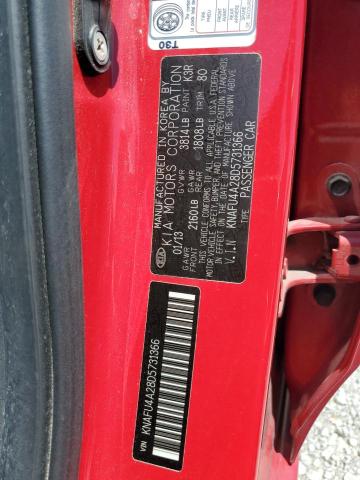 MANUFACTURED IN KOREA BY
KIA MOTORS CORPORATION
01/13 GVWR 3814LB PAINT K3R
GAWR FRONT 2160LB GAWR REAR 1808LB TRIM 80
THIS VEHICLE CONFORMS TO ALL APPLICABLE U.S.A FEDERAL
MOTOR VEHICLE SAFETY, BUMPER, AND THEFT PREVENTION STANDARDS
IN EFFECT ON THE DATE OF MANUFACTURE SHOWN ABOVE.
V.I.N : KNAFU4A28D5731366
TYPE : PASSENGER CAR
KIA
VIN KNAFU4A28D5731366
T30